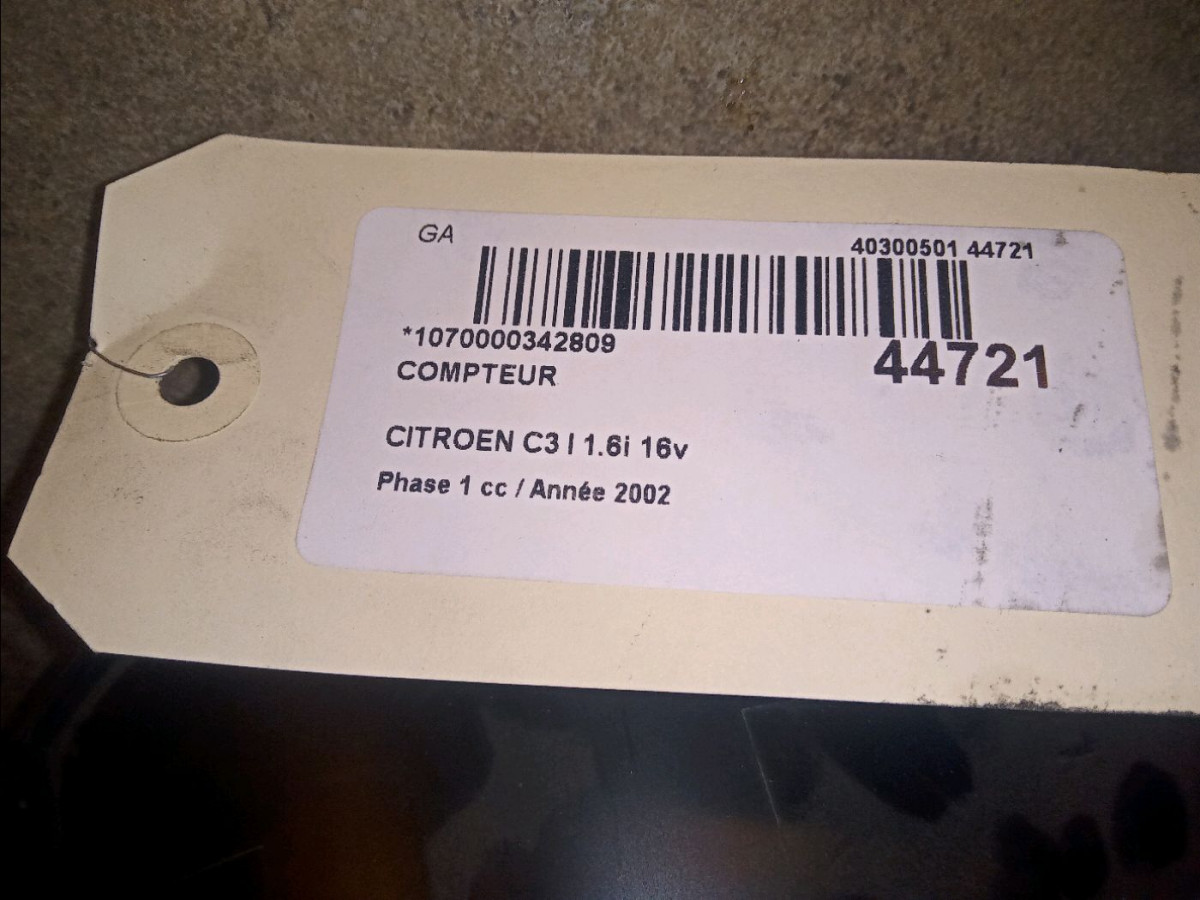 GA
40300501 44721
*1070000342809
44721
COMPTEUR
CITROEN C3 I 1.6i 16v
Phase 1 cc / Année 2002